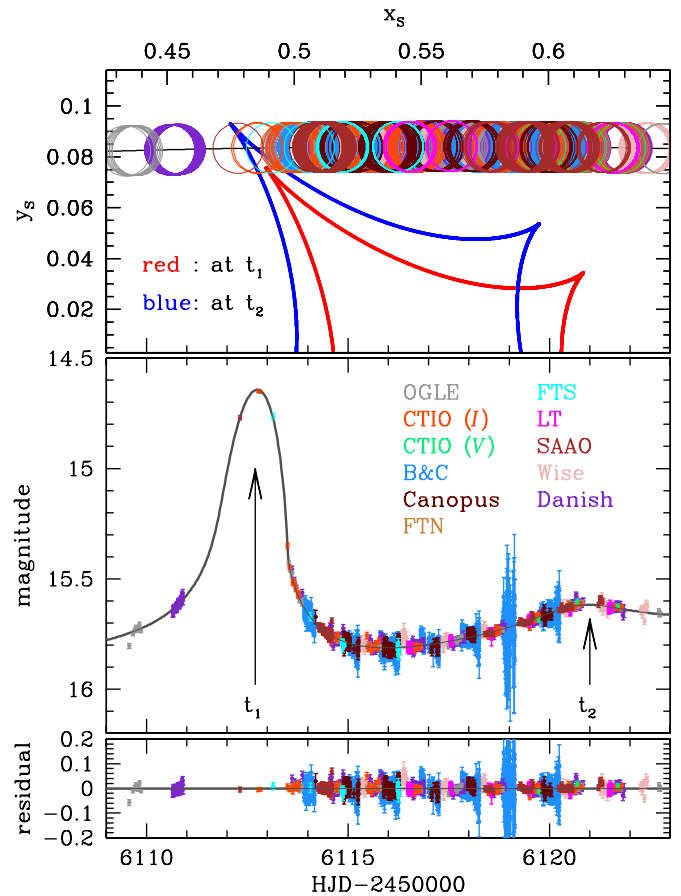 x_s
0.45 0.5 0.55 0.6
0.1
0.08
0.06
0.04
0.02
y_s
red : at t_1
blue: at t_2
14.5
15
15.5
16
magnitude
OGLE FTS
CTIO (I) LT
CTIO (V) SAAO
B&C Wise
Canopus Danish
FTN
t_1 t_2
0.2
0.1
0
-0.1
-0.2
residual
6110 6115 6120
HJD-2450000